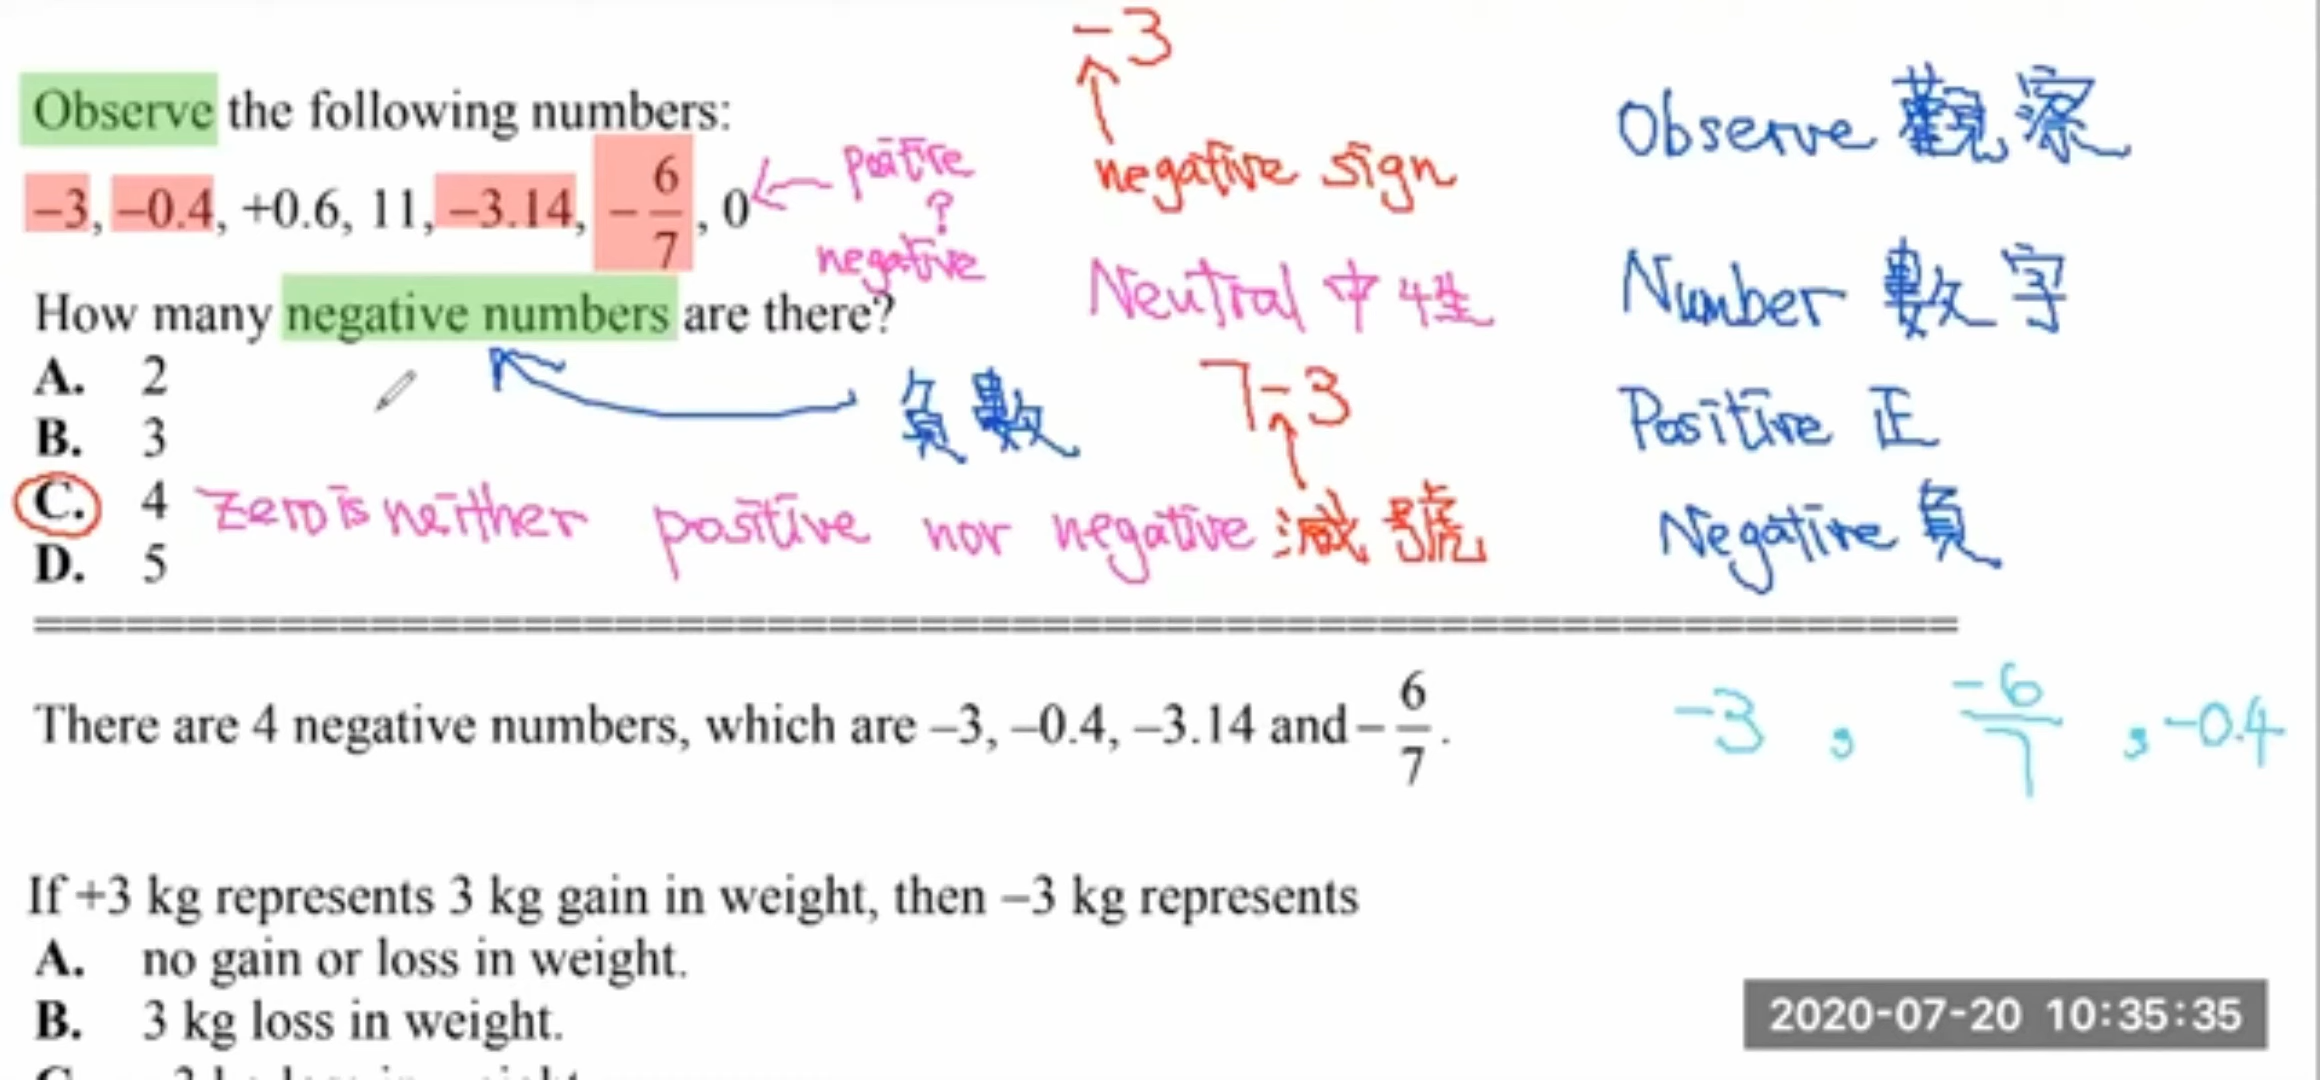 -3
Observe the following numbers:
–3, –0.4, +0.6, 11, –3.14, –6/7, 0
← positive
?
negative
negative sign
Observe 觀察
How many negative numbers are there?
Neutral 中性
Number 數字
A. 2
B. 3
負數
7-3
Positive 正
C. 4 Zero is neither positive nor negative 減號
Negative 負
D. 5
There are 4 negative numbers, which are –3, –0.4, –3.14 and –6/7.
-3, -6/7, -0.4
If +3 kg represents 3 kg gain in weight, then –3 kg represents
A. no gain or loss in weight.
B. 3 kg loss in weight.
2020-07-20 10:35:35